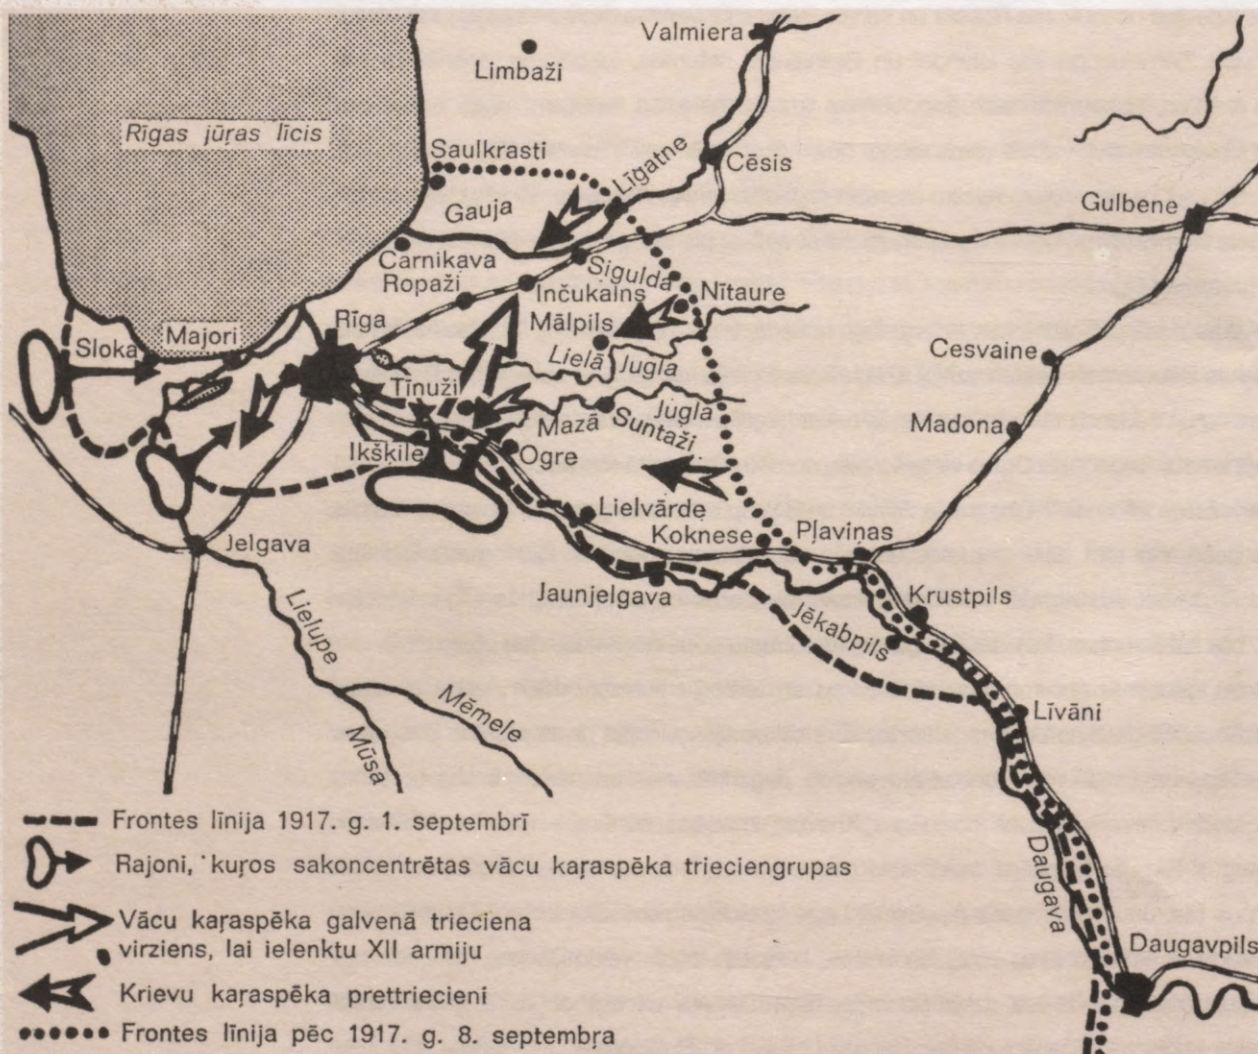 Valmiera
Limbaži
Rīgas jūŗas līcis
Saulkrasti
Līgatne
Cēsis
Gauja
Gulbene
Carnikava
Ropaži
Sigulda
Inčukalns
Nītaure
Rīga
Mālpils
Majori
Sloka
Lielā Jugla
Cesvaine
Tīnuži
Jugla
Mazā
Suntaži
Madona
Ikšķile
Ogre
Lielvārde
Koknese
Pļaviņas
Jelgava
Jaunjelgava
Krustpils
Lielupe
Jēkabpils
Mēmele
Līvāni
Mūsa
Daugava
Daugavpils
Frontes līnija 1917. g. 1. septembrī
Rajoni, kuŗos sakoncentrētas vācu kaŗaspēka trieciengrupas
Vācu kaŗaspēka galvenā trieciena
virziens, lai ielenktu XII armiju
Krievu kaŗaspēka prettriecieni
Frontes līnija pēc 1917. g. 8. septembŗa